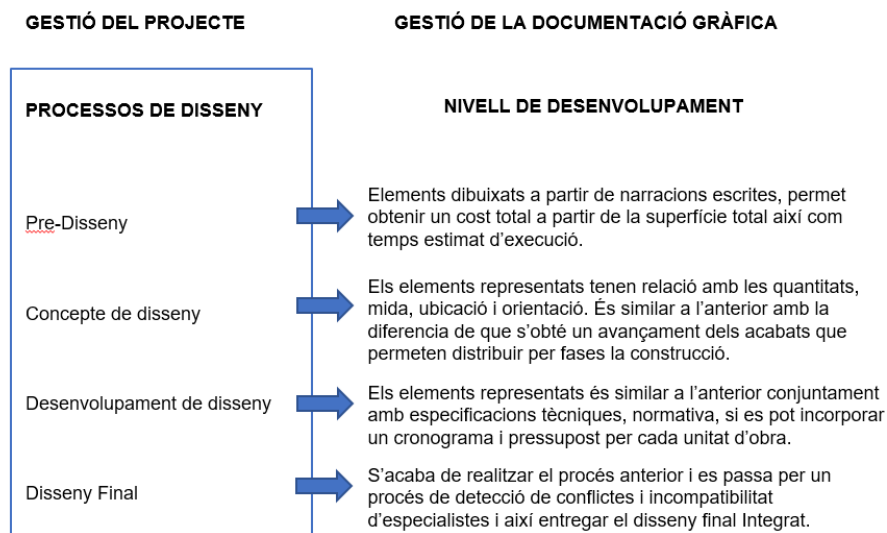 GESTIÓ DEL PROJECTE
GESTIÓ DE LA DOCUMENTACIÓ GRÀFICA
PROCESSOS DE DISSENY
NIVELL DE DESENVOLUPAMENT
Pre-Disseny
Elements dibuixats a partir de narracions escrites, permet
obtenir un cost total a partir de la superfície total així com
temps estimat d’execució.
Concepte de disseny
Els elements representats tenen relació amb les quantitats,
mida, ubicació i orientació. És similar a l’anterior amb la
diferencia de que s’obté un avançament dels acabats que
permeten distribuir per fases la construcció.
Desenvolupament de disseny
Els elements representats és similar a l’anterior conjuntament
amb especificacions tècniques, normativa, si es pot incorporar
un cronograma i pressupost per cada unitat d’obra.
Disseny Final
S’acaba de realitzar el procés anterior i es passa per un
procés de detecció de conflictes i incompatibilitat
d’especialistes i així entregar el disseny final Integrat.